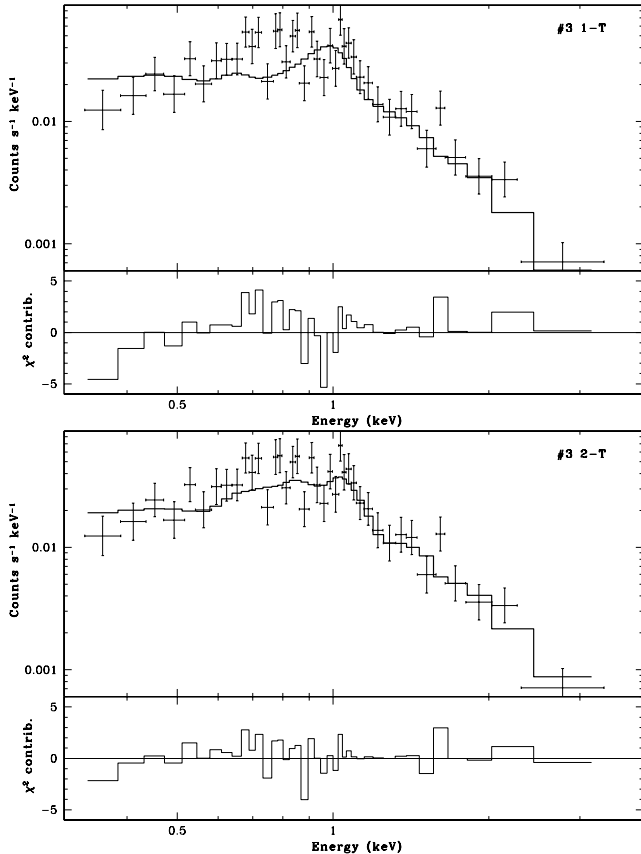 #3 1-T
0.01
0.001
Counts s⁻¹ keV⁻¹
5
0
−5
χ² contrib.
0.5
1
Energy (keV)
#3 2-T
0.01
0.001
Counts s⁻¹ keV⁻¹
5
0
−5
χ² contrib.
0.5
1
Energy (keV)